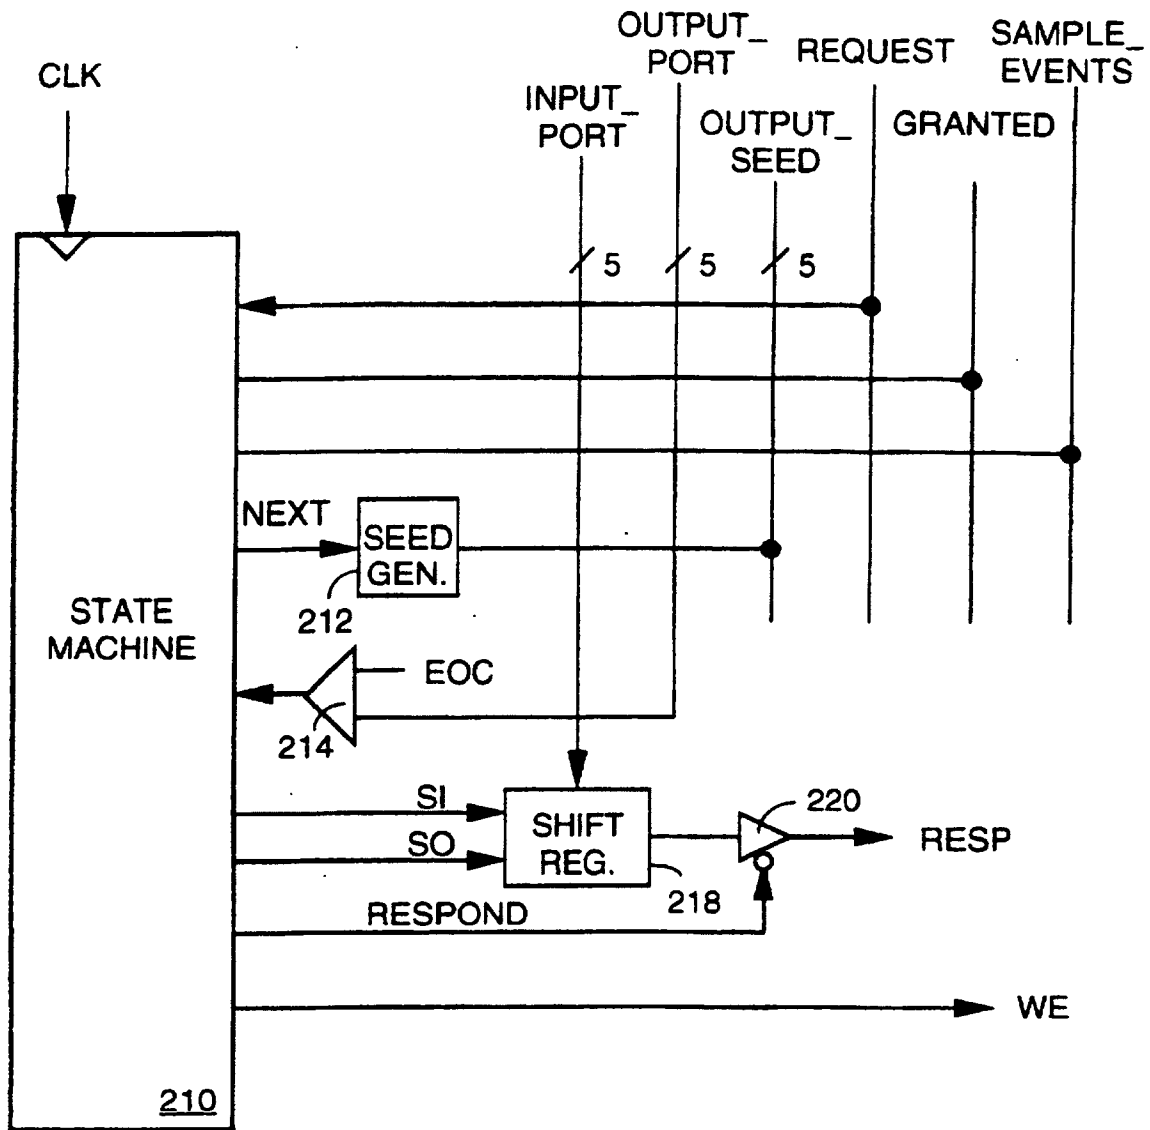 CLK
INPUT_
PORT
OUTPUT_
PORT
OUTPUT_
SEED
REQUEST
GRANTED
SAMPLE_
EVENTS
5
5
5
NEXT
SEED
GEN.
212
STATE
MACHINE
EOC
214
SI
SO
SHIFT
REG.
218
220
RESP
RESPOND
WE
210